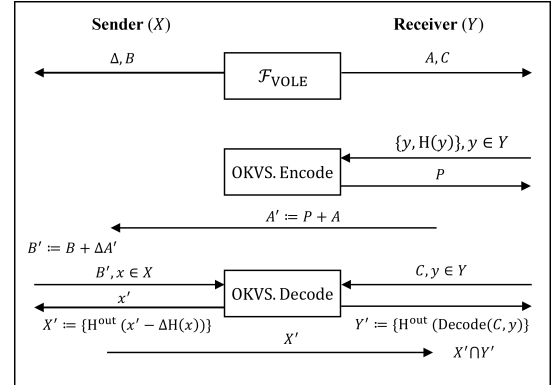 Sender (X) Receiver (Y)
Δ, B ℱ_VOLE A, C
{y, H(y)}, y ∈ Y
OKVS. Encode P
A′ ≔ P + A
B′ ≔ B + ΔA′
B′, x ∈ X OKVS. Decode C, y ∈ Y
x′
X′ ≔ {H^out (x′ − ΔH(x))} Y′ ≔ {H^out (Decode(C, y)}
X′ X′∩Y′